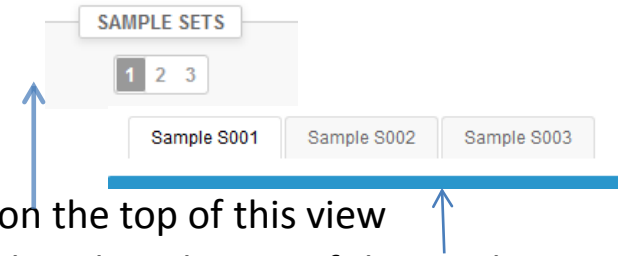 SAMPLE SETS
1 2 3
Sample S001 Sample S002 Sample S003
on the top of this view